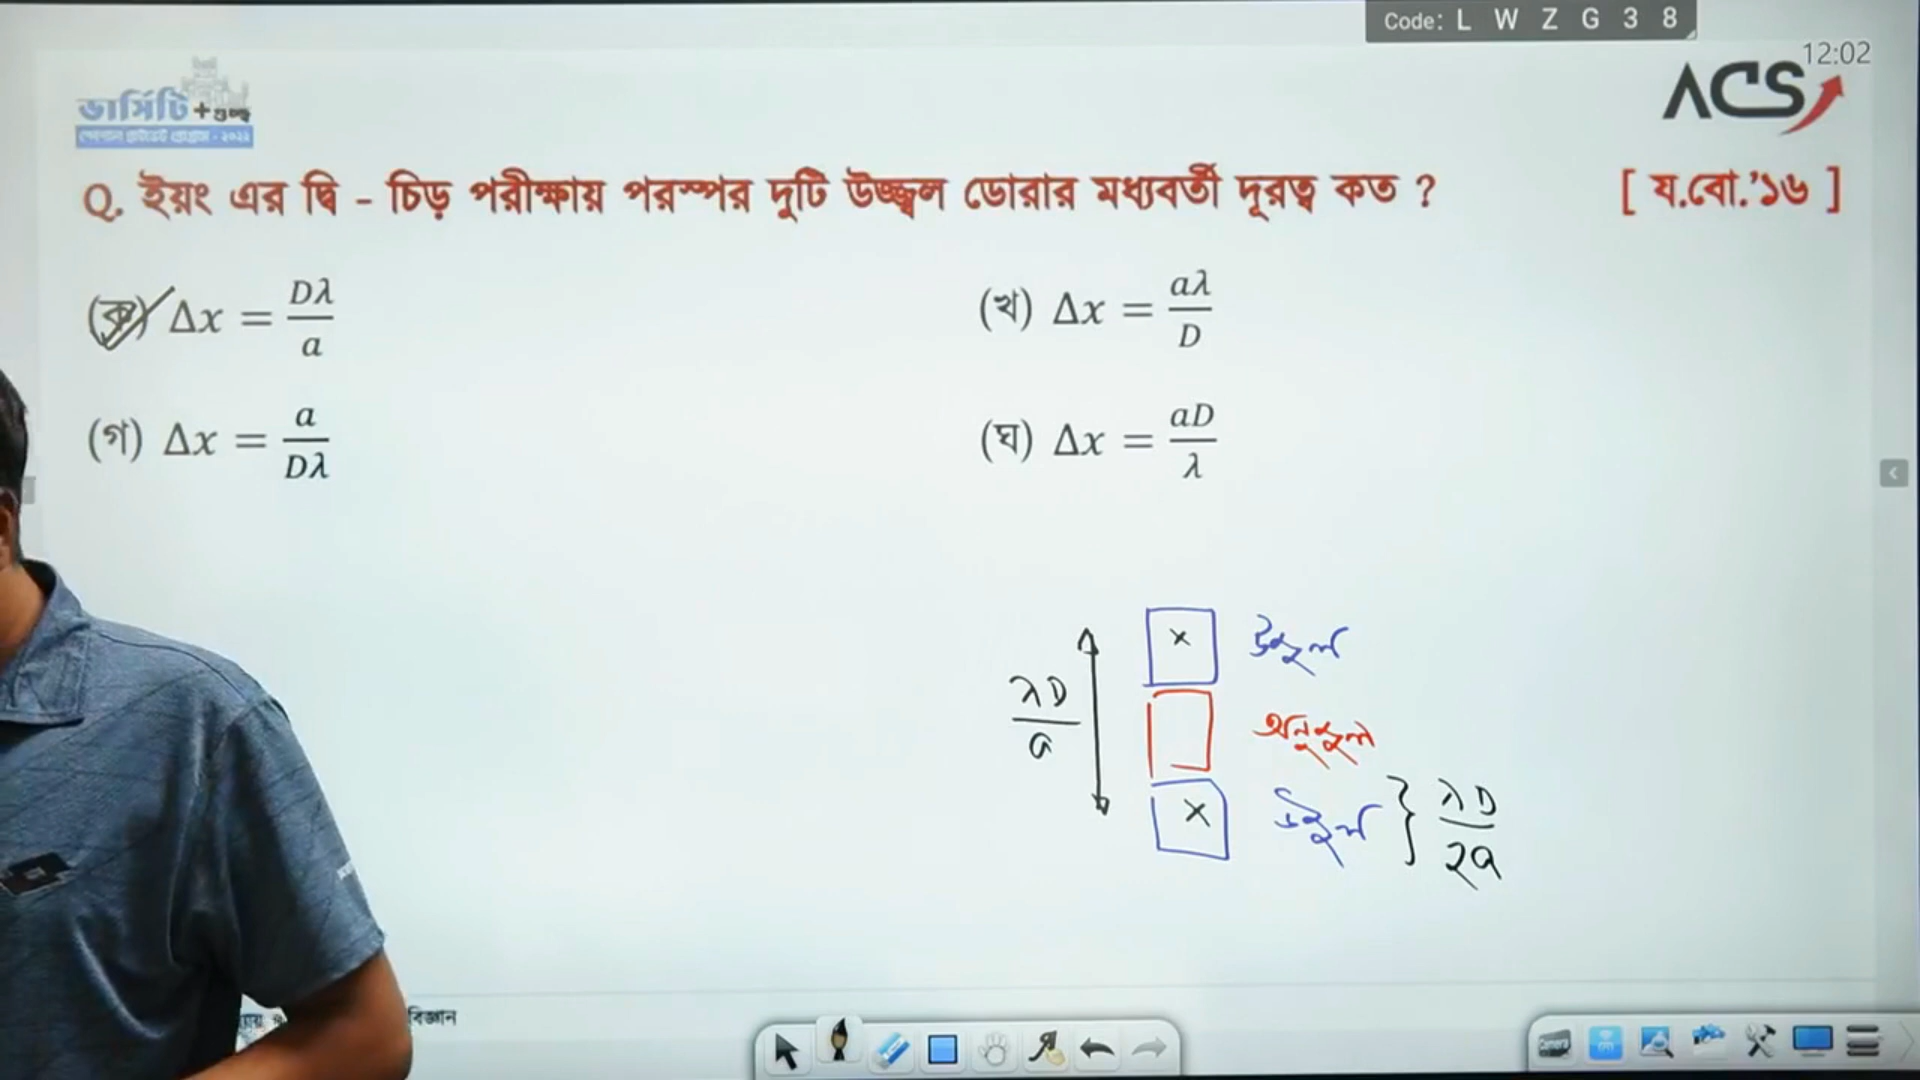 Code: L W Z G 3 8
12:02
ভার্সিটি +গুচ্ছ
ACS
Q. ইয়ং এর দ্বি - চিড় পরীক্ষায় পরস্পর দুটি উজ্জ্বল ডোরার মধ্যবর্তী দূরত্ব কত ? [ য.বো.'১৬ ]
(ক) Δx = Dλ/a
(খ) Δx = aλ/D
(গ) Δx = a/Dλ
(ঘ) Δx = aD/λ
x উজ্জ্বল
λD/a
অনুজ্জ্বল
x উজ্জ্বল } λD/2a
বিজ্ঞান
Camera